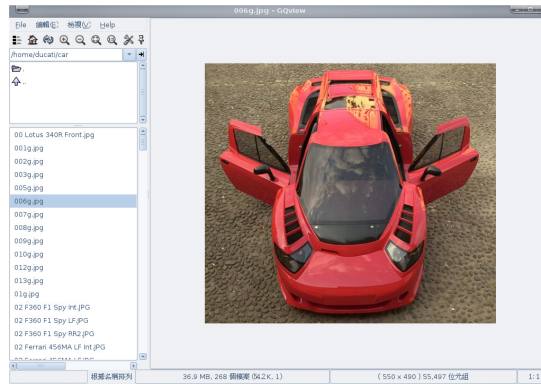 006g.jpg - GQview
File 編輯(E) 檢視(V) Help
/home/ducati/car
.
..
00 Lotus 340R Front.jpg
001g.jpg
002g.jpg
003g.jpg
005g.jpg
006g.jpg
007g.jpg
008g.jpg
009g.jpg
010g.jpg
012g.jpg
013g.jpg
01g.jpg
02 F360 F1 Spy Int.JPG
02 F360 F1 Spy LF.JPG
02 F360 F1 Spy RR2.JPG
02 Ferrari 456MA LF Int.JPG
根據名稱排列 36.9 MB, 268 個檔案 (54.2 K, 1) ( 550 x 490 ) 55,497 位元組 1:1